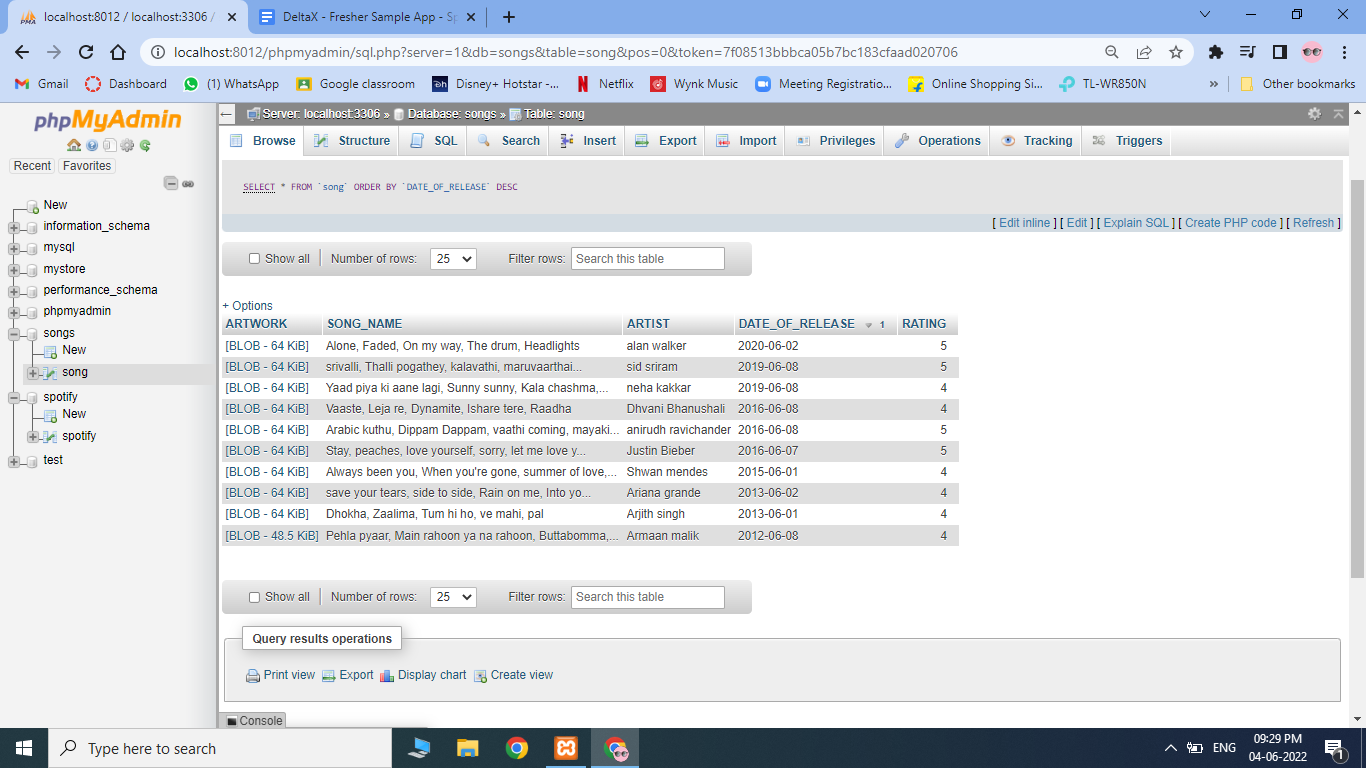 localhost:8012 / localhost:3306 /
DeltaX - Fresher Sample App - Sp
localhost:8012/phpmyadmin/sql.php?server=1&db=songs&table=song&pos=0&token=7f08513bbbca05b7bc183cfaad020706
Gmail Dashboard (1) WhatsApp Google classroom Disney+ Hotstar -... Netflix Wynk Music Meeting Registratio... Online Shopping Si... TL-WR850N » Other bookmarks
phpMyAdmin
Recent Favorites
New
information_schema
mysql
mystore
performance_schema
phpmyadmin
songs
New
song
spotify
New
spotify
test
Server: localhost:3306 » Database: songs » Table: song
Browse Structure SQL Search Insert Export Import Privileges Operations Tracking Triggers
SELECT * FROM `song` ORDER BY `DATE_OF_RELEASE` DESC
[ Edit inline ] [ Edit ] [ Explain SQL ] [ Create PHP code ] [ Refresh ]
Show all Number of rows: 25 Filter rows: Search this table
+ Options
ARTWORK SONG_NAME ARTIST DATE_OF_RELEASE 1 RATING
[BLOB - 64 KiB] Alone, Faded, On my way, The drum, Headlights alan walker 2020-06-02 5
[BLOB - 64 KiB] srivalli, Thalli pogathey, kalavathi, maruvaarthai... sid sriram 2019-06-08 5
[BLOB - 64 KiB] Yaad piya ki aane lagi, Sunny sunny, Kala chashma,... neha kakkar 2019-06-08 4
[BLOB - 64 KiB] Vaaste, Leja re, Dynamite, Ishare tere, Raadha Dhvani Bhanushali 2016-06-08 4
[BLOB - 64 KiB] Arabic kuthu, Dippam Dappam, vaathi coming, mayaki... anirudh ravichander 2016-06-08 5
[BLOB - 64 KiB] Stay, peaches, love yourself, sorry, let me love y... Justin Bieber 2016-06-07 5
[BLOB - 64 KiB] Always been you, When you're gone, summer of love,... Shwan mendes 2015-06-01 4
[BLOB - 64 KiB] save your tears, side to side, Rain on me, Into yo... Ariana grande 2013-06-02 4
[BLOB - 64 KiB] Dhokha, Zaalima, Tum hi ho, ve mahi, pal Arjith singh 2013-06-01 4
[BLOB - 48.5 KiB] Pehla pyaar, Main rahoon ya na rahoon, Buttabomma,... Armaan malik 2012-06-08 4
Show all Number of rows: 25 Filter rows: Search this table
Query results operations
Print view Export Display chart Create view
Console
Type here to search
ENG
09:29 PM
04-06-2022
1